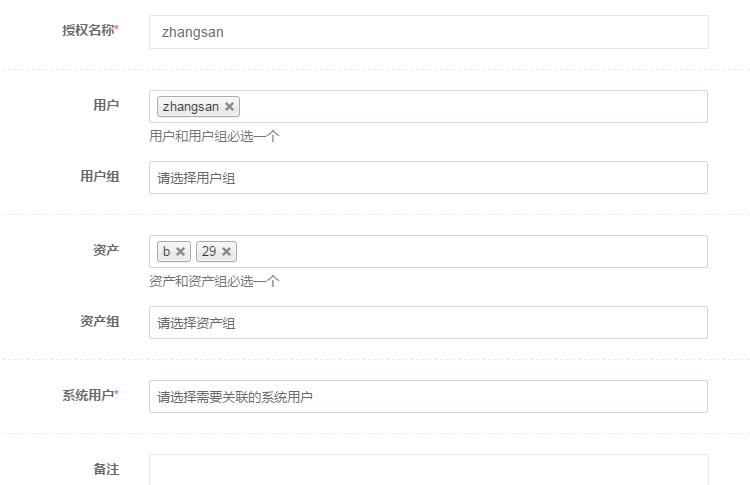 授权名称* zhangsan
用户 zhangsan ×
用户和用户组必选一个
用户组 请选择用户组
资产 b × 29 ×
资产和资产组必选一个
资产组 请选择资产组
系统用户* 请选择需要关联的系统用户
备注